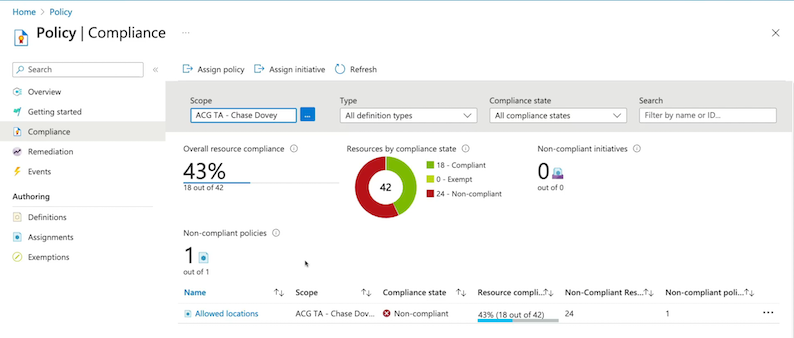 Home > Policy
Policy | Compliance ...
Search
«
Overview
Getting started
Compliance
Remediation
Events
Authoring
Definitions
Assignments
Exemptions
Assign policy Assign initiative Refresh
Scope Type Compliance state Search
ACG TA - Chase Dovey ... All definition types All compliance states Filter by name or ID...
Overall resource compliance Resources by compliance state Non-compliant initiatives
43%
18 out of 42
42
18 - Compliant
0 - Exempt
24 - Non-compliant
0
out of 0
Non-compliant policies
1
out of 1
Name Scope Compliance state Resource compli... Non-Compliant Res... Non-compliant poli...
Allowed locations ACG TA - Chase Dov... Non-compliant 43% (18 out of 42) 24 1 ...